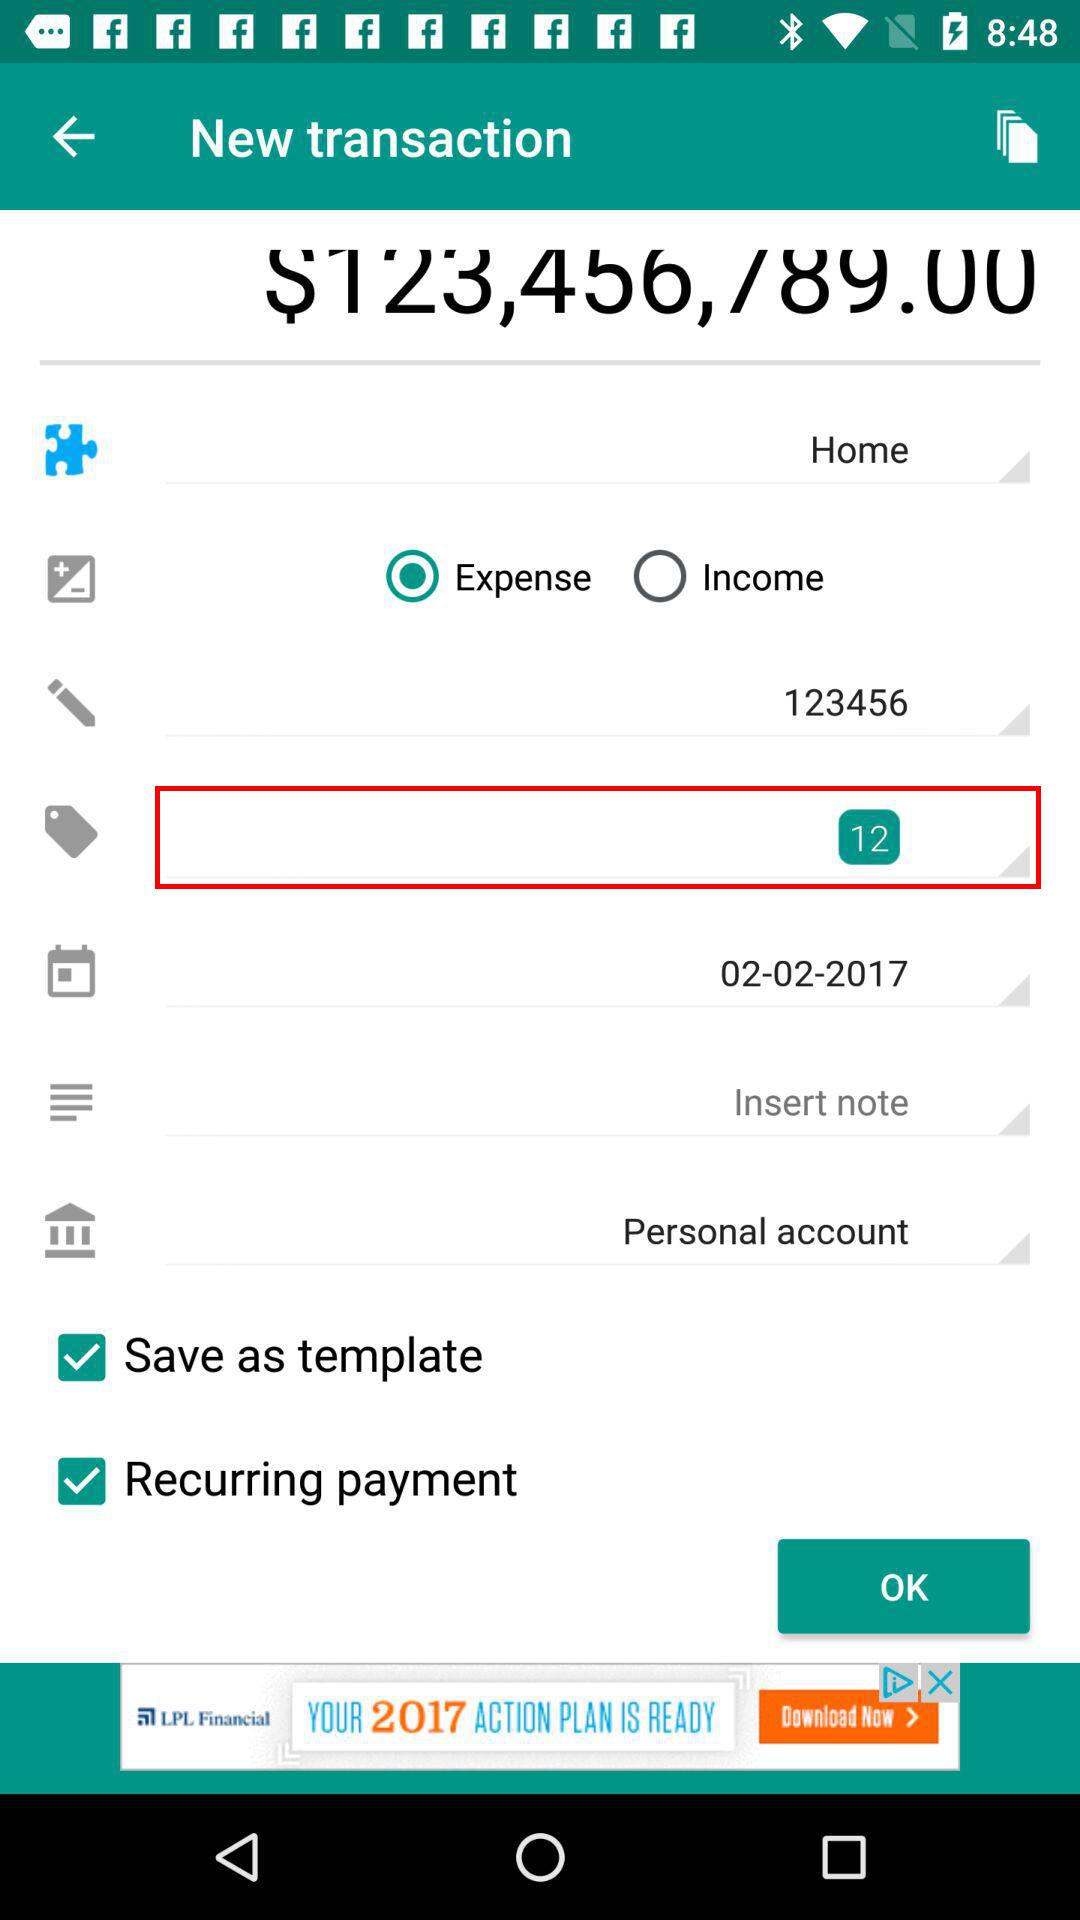 8:48
New transaction
$123,456,789.00
Home
Expense Income
123456
12
02-02-2017
Insert note
Personal account
Save as template
Recurring payment
OK
LPL Financial YOUR 2017 ACTION PLAN IS READY Download Now